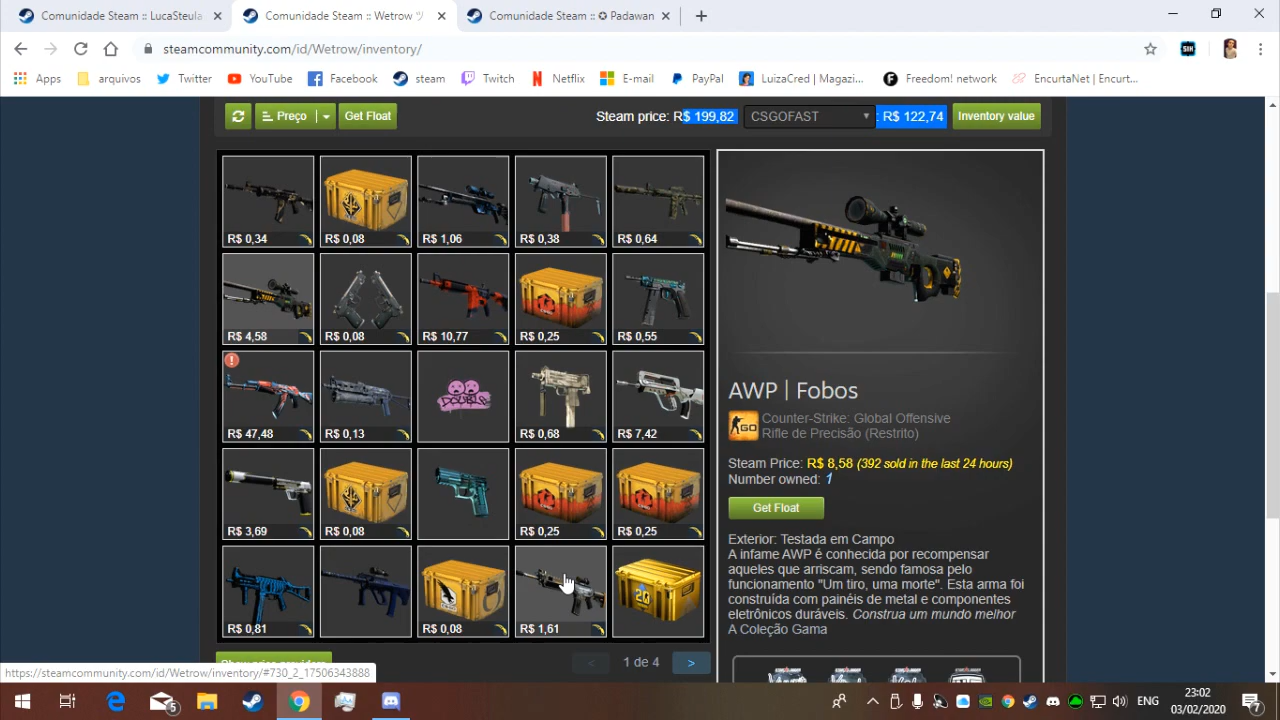 Comunidade Steam :: LucaSteula
Comunidade Steam :: Wetrow ツ
Comunidade Steam :: ✪ Padawan
steamcommunity.com/id/Wetrow/inventory/
Apps
arquivos
Twitter
YouTube
Facebook
steam
Twitch
Netflix
E-mail
PayP
LuizaCred | Magazi...
Freedom! network
EncurtaNet | Encurt...
Preço
Get Float
Steam price: R$ 199,82
CSGOFAST
: R$ 122,74
Inventory value
R$ 0,34
R$ 0,08
R$ 1,06
R$ 0,38
R$ 0,64
R$ 4,58
R$ 0,08
R$ 10,77
R$ 0,25
R$ 0,55
R$ 47,48
R$ 0,13
R$ 0,68
R$ 7,42
R$ 3,69
R$ 0,08
R$ 0,25
R$ 0,25
R$ 0,81
R$ 0,08
R$ 1,61
Show price providers
< 1 de 4 >
AWP | Fobos
Counter-Strike: Global Offensive
Rifle de Precisão (Restrito)
Steam Price: R$ 8,58 (392 sold in the last 24 hours)
Number owned: 1
Get Float
Exterior: Testada em Campo
A infame AWP é conhecida por recompensar
aqueles que arriscam, sendo famosa pelo
funcionamento "Um tiro, uma morte". Esta arma foi
construída com painéis de metal e componentes
eletrônicos duráveis. Construa um mundo melhor
A Coleção Gama
https://steamcommunity.com/id/Wetrow/inventory/#730_2_17506343888
5
ENG
23:02
03/02/2020
7